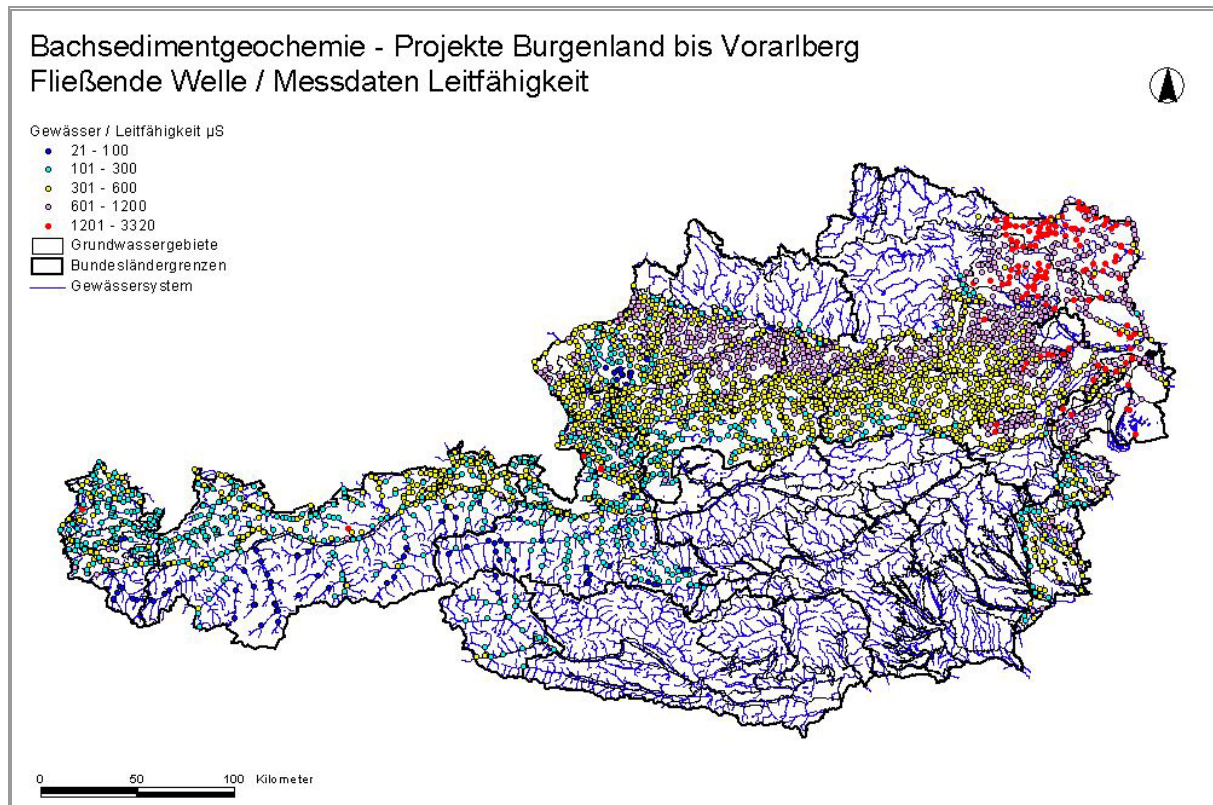 Bachsedimentgeochemie - Projekte Burgenland bis Vorarlberg
Fließende Welle / Messdaten Leitfähigkeit
Gewässer / Leitfähigkeit µS
21 - 100
101 - 300
301 - 600
601 - 1200
1201 - 3320
Grundwassergebiete
Bundesländergrenzen
Gewässersystem
0 50 100 Kilometer